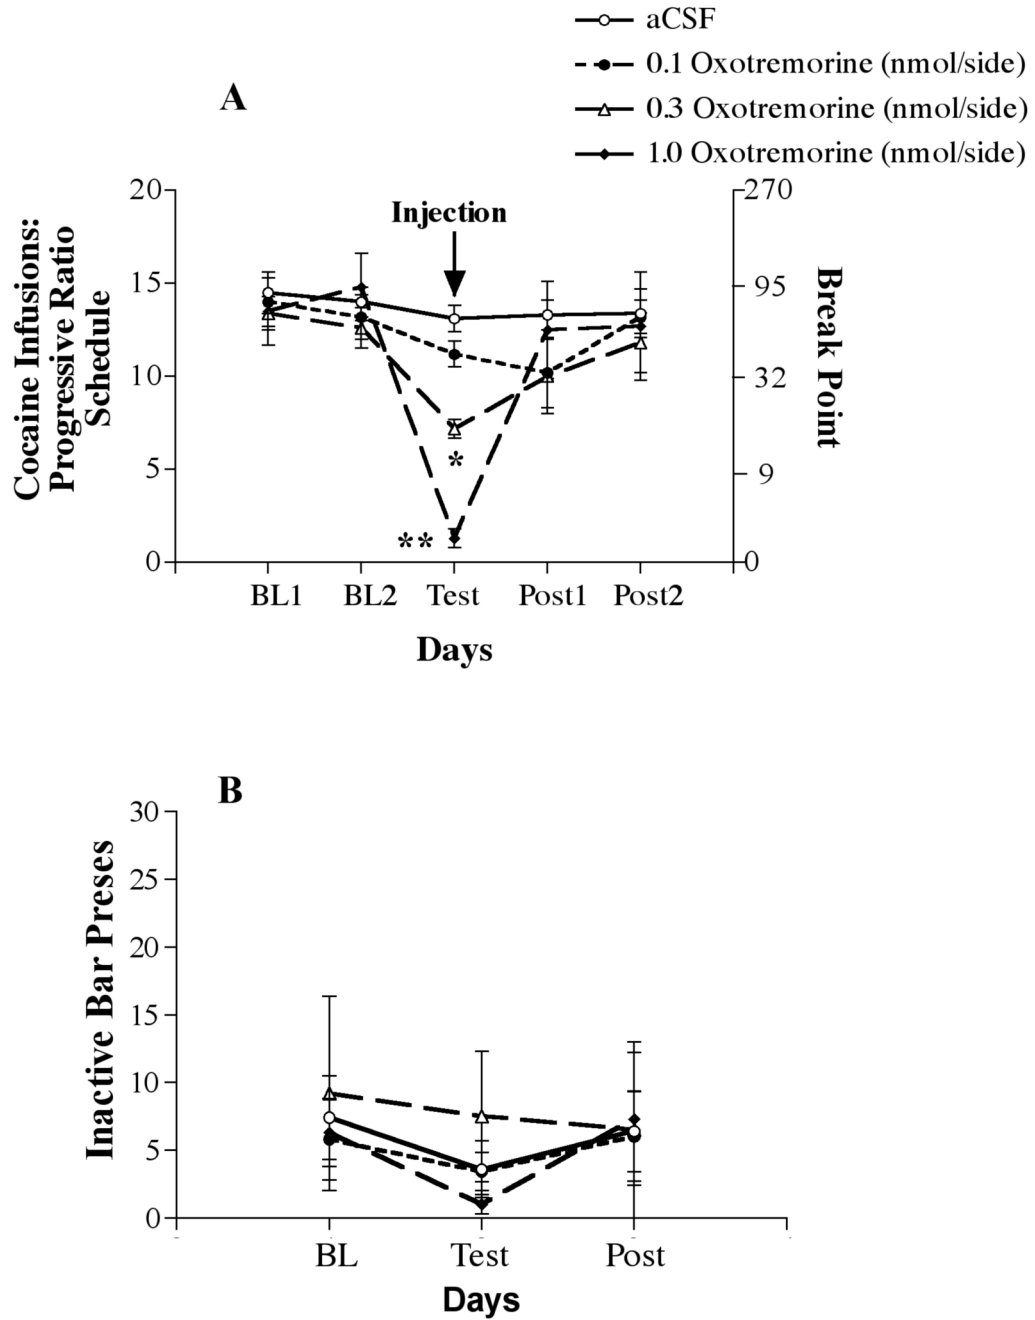 aCSF
0.1 Oxotremorine (nmol/side)
0.3 Oxotremorine (nmol/side)
1.0 Oxotremorine (nmol/side)
A
Injection
Cocaine Infusions:
Progressive Ratio
Schedule
20
15
10
5
0
270
95
32
9
0
Break Point
*
**
BL1 BL2 Test Post1 Post2
Days
B
Inactive Bar Preses
30
25
20
15
10
5
0
BL Test Post
Days